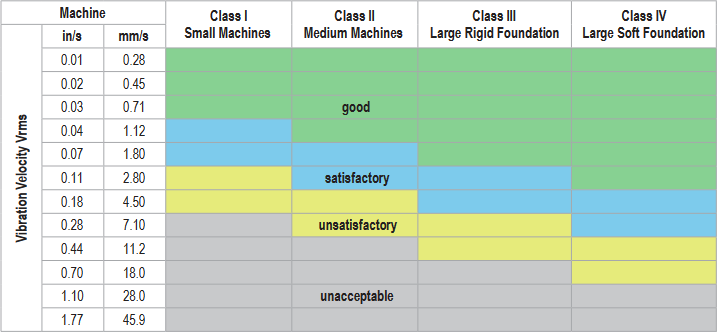 Machine
Class I
Small Machines
Class II
Medium Machines
Class III
Large Rigid Foundation
Class IV
Large Soft Foundation
in/s mm/s
Vibration Velocity Vrms
0.01 0.28
0.02 0.45
0.03 0.71 good
0.04 1.12
0.07 1.80
0.11 2.80 satisfactory
0.18 4.50
0.28 7.10 unsatisfactory
0.44 11.2
0.70 18.0
1.10 28.0 unacceptable
1.77 45.9